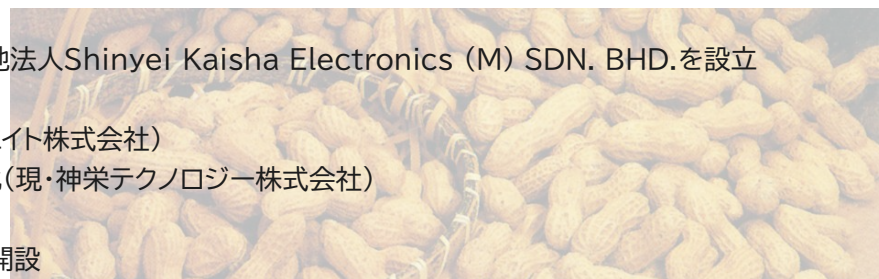 地法人Shinyei Kaisha Electronics (M) SDN. BHD.を設立
イト株式会社）
（現・神栄テクノロジー株式会社）
開設